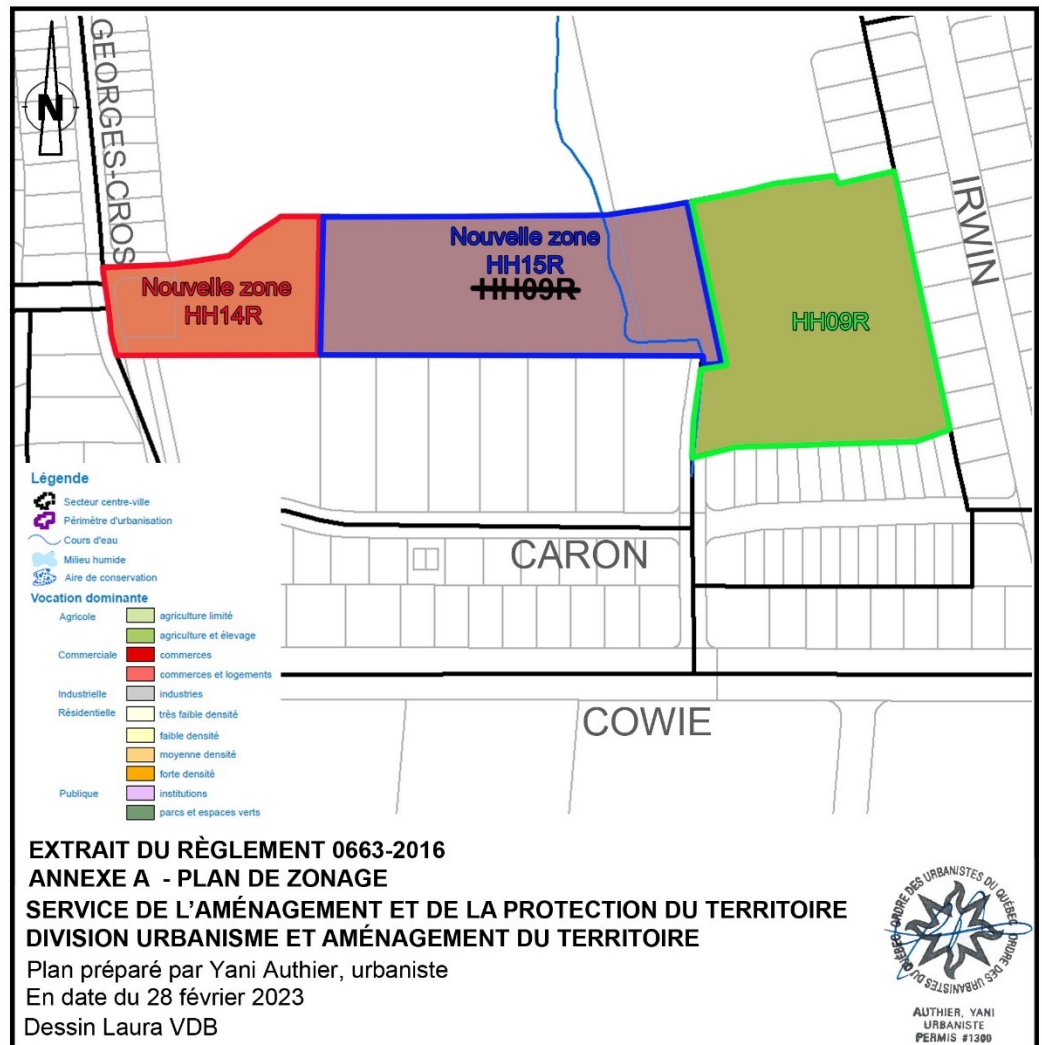 GEORGES-CROS
N
IRWIN
Nouvelle zone
HH14R
Nouvelle zone
HH15R
HH09R
HH09R
CARON
COWIE
Légende
Secteur centre-ville
Périmètre d'urbanisation
Cours d'eau
Milieu humide
Aire de conservation
Vocation dominante
Agricole agriculture limité
agriculture et élevage
Commerciale commerces
commerces et logements
Industrielle industries
Résidentielle très faible densité
faible densité
moyenne densité
forte densité
Publique institutions
parcs et espaces verts
EXTRAIT DU RÈGLEMENT 0663-2016
ANNEXE A - PLAN DE ZONAGE
SERVICE DE L'AMÉNAGEMENT ET DE LA PROTECTION DU TERRITOIRE
DIVISION URBANISME ET AMÉNAGEMENT DU TERRITOIRE
Plan préparé par Yani Authier, urbaniste
En date du 28 février 2023
Dessin Laura VDB
ORDRE DES URBANISTES DU QUÉBEC
ORDRE DES URBANISTES DU QUÉBEC
AUTHIER, YANI
URBANISTE
PERMIS #1300